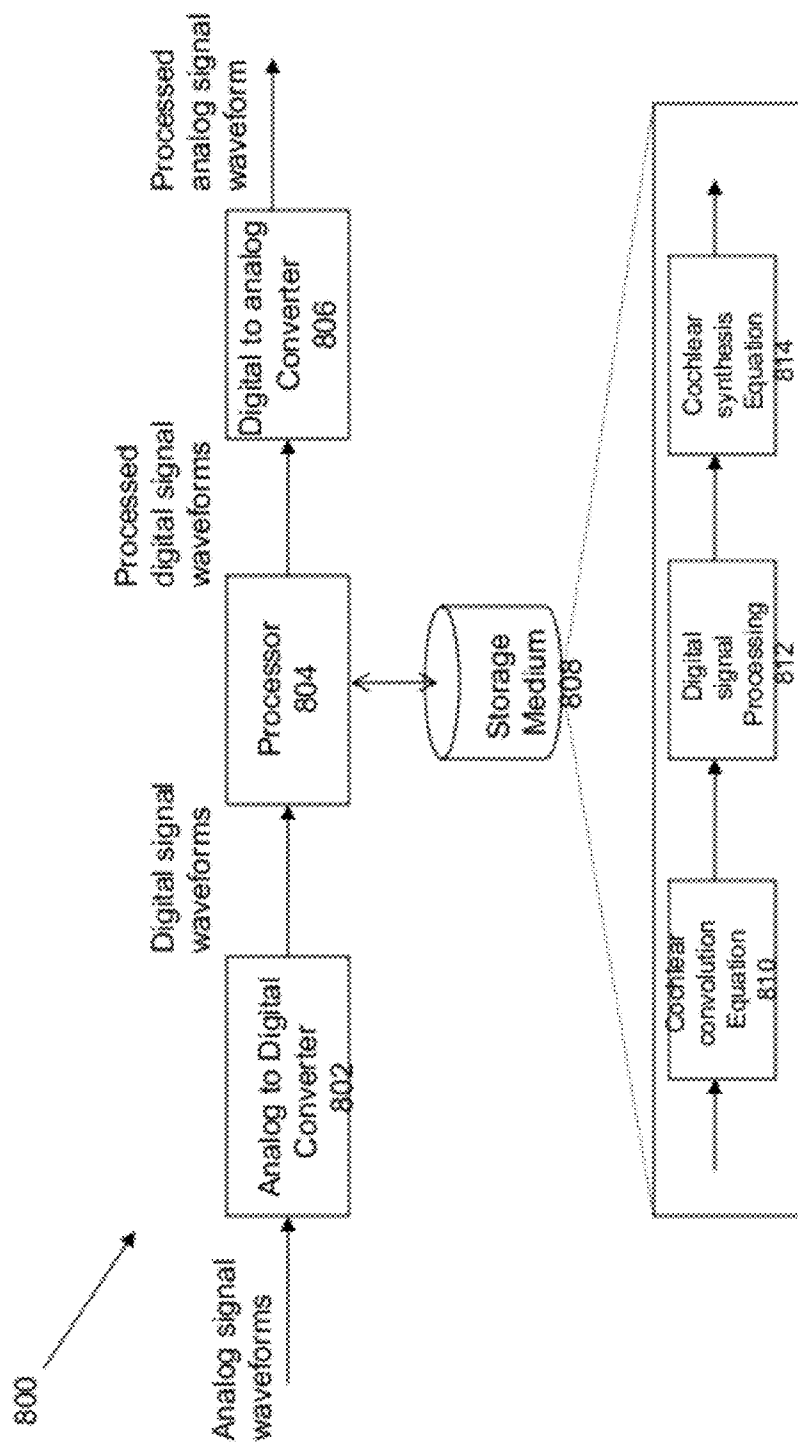 800
Analog signal
waveforms
Analog to Digital
Converter
802
Digital signal
waveforms
Processor
804
Processed
digital signal
waveforms
Digital to analog
Converter
806
Processed
analog signal
waveform
Storage
Medium
808
Cochlear
convolution
Equation
810
Digital
signal
Processing
812
Cochlear
synthesis
Equation
814